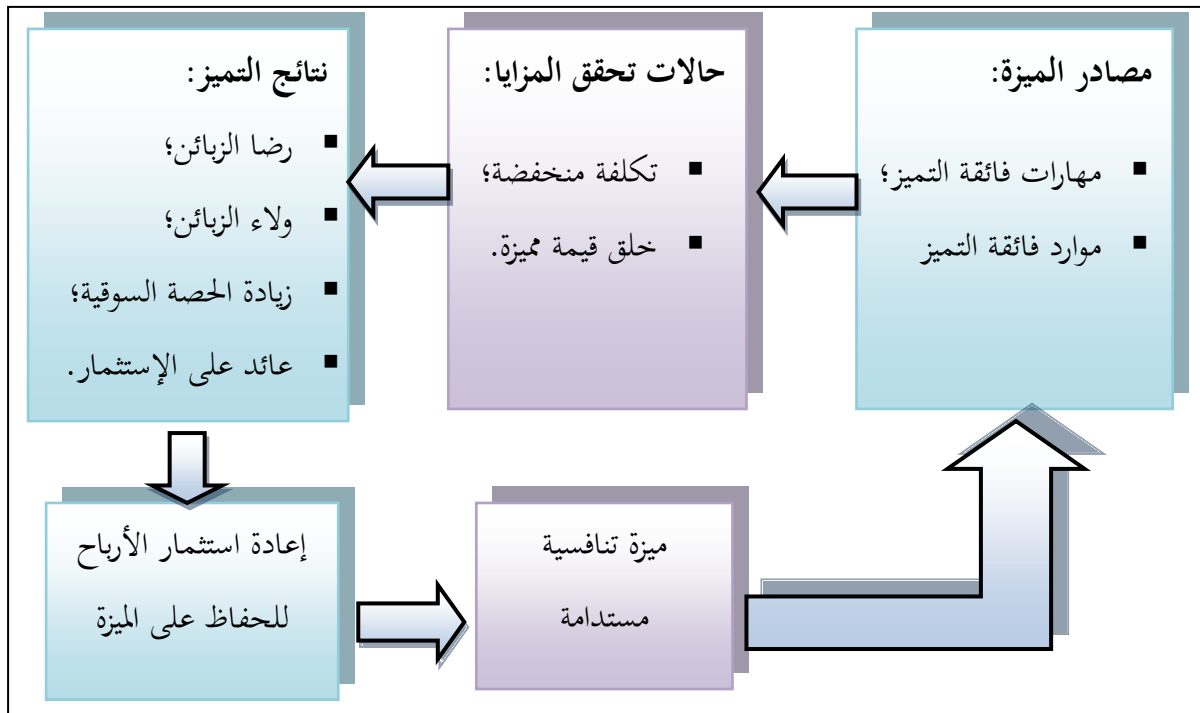 مصادر الميزة:
▪ مهارات فائقة التميز؛
▪ موارد فائقة التميز
حالات تحقق المزايا:
▪ تكلفة منخفضة؛
▪ خلق قيمة مميزة.
نتائج التميز:
▪ رضا الزبائن؛
▪ ولاء الزبائن؛
▪ زيادة الحصة السوقية؛
▪ عائد على الإستثمار.
إعادة استثمار الأرباح
للحفاظ على الميزة
ميزة تنافسية
مستدامة